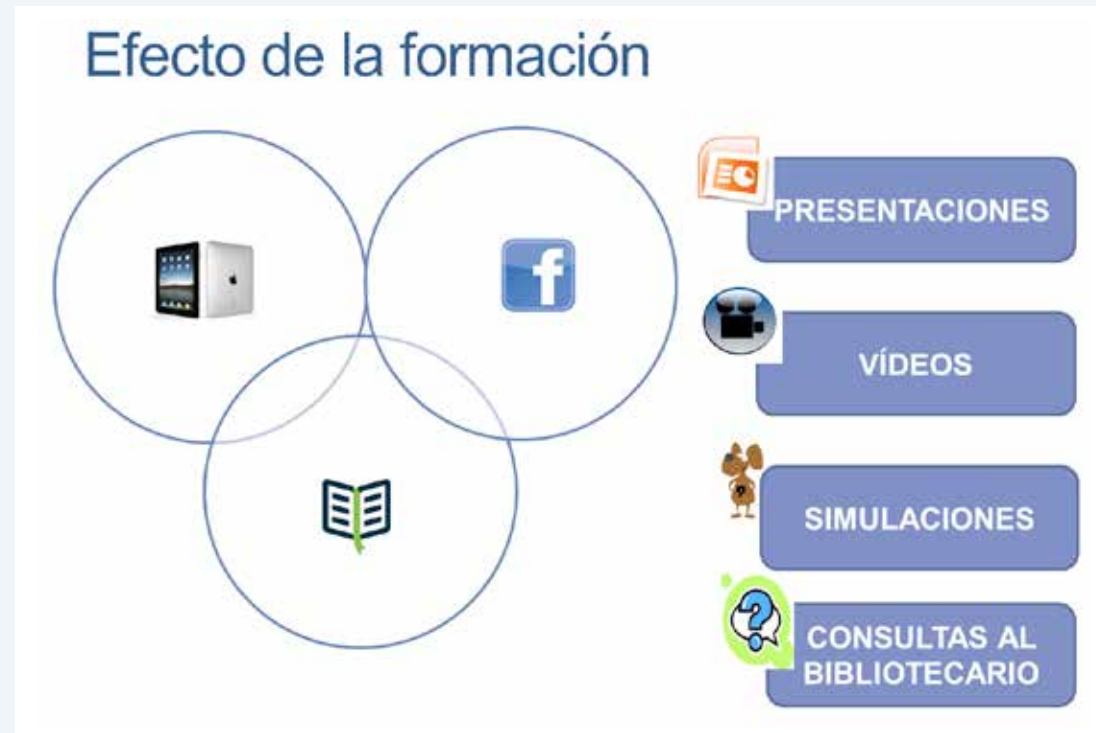 Efecto de la formación
PRESENTACIONES
VÍDEOS
SIMULACIONES
CONSULTAS AL
BIBLIOTECARIO